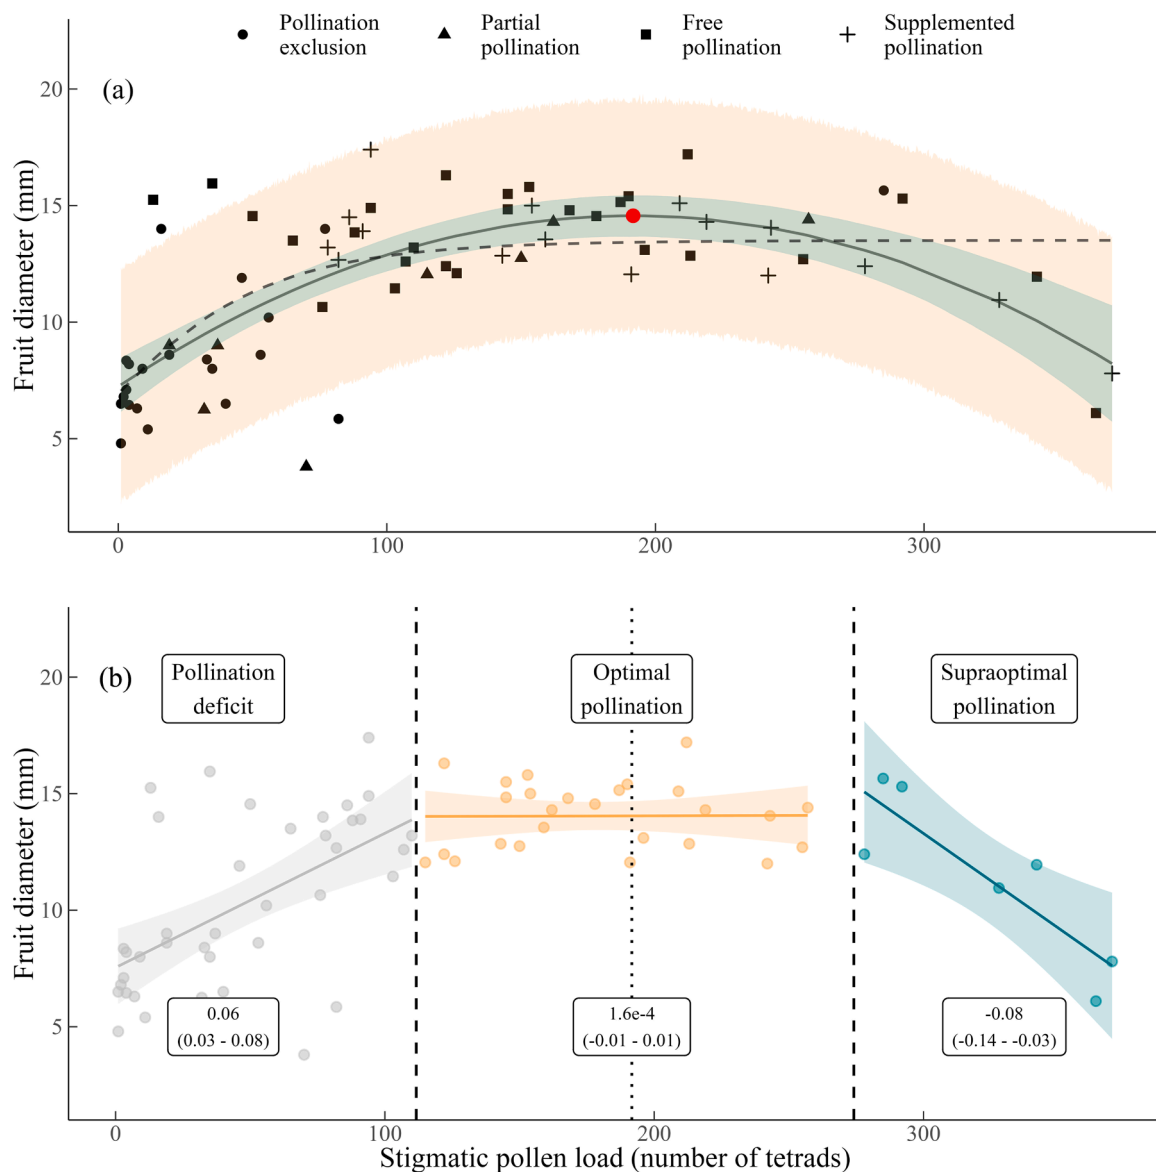 Pollination
exclusion
Partial
pollination
Free
pollination
Supplemented
pollination
(a)
Fruit diameter (mm)
20
15
10
5
0
100
200
300
(b)
Pollination
deficit
Optimal
pollination
Supraoptimal
pollination
Fruit diameter (mm)
20
15
10
5
0.06
(0.03 - 0.08)
1.6e-4
(-0.01 - 0.01)
-0.08
(-0.14 - -0.03)
0
100
200
300
Stigmatic pollen load (number of tetrads)